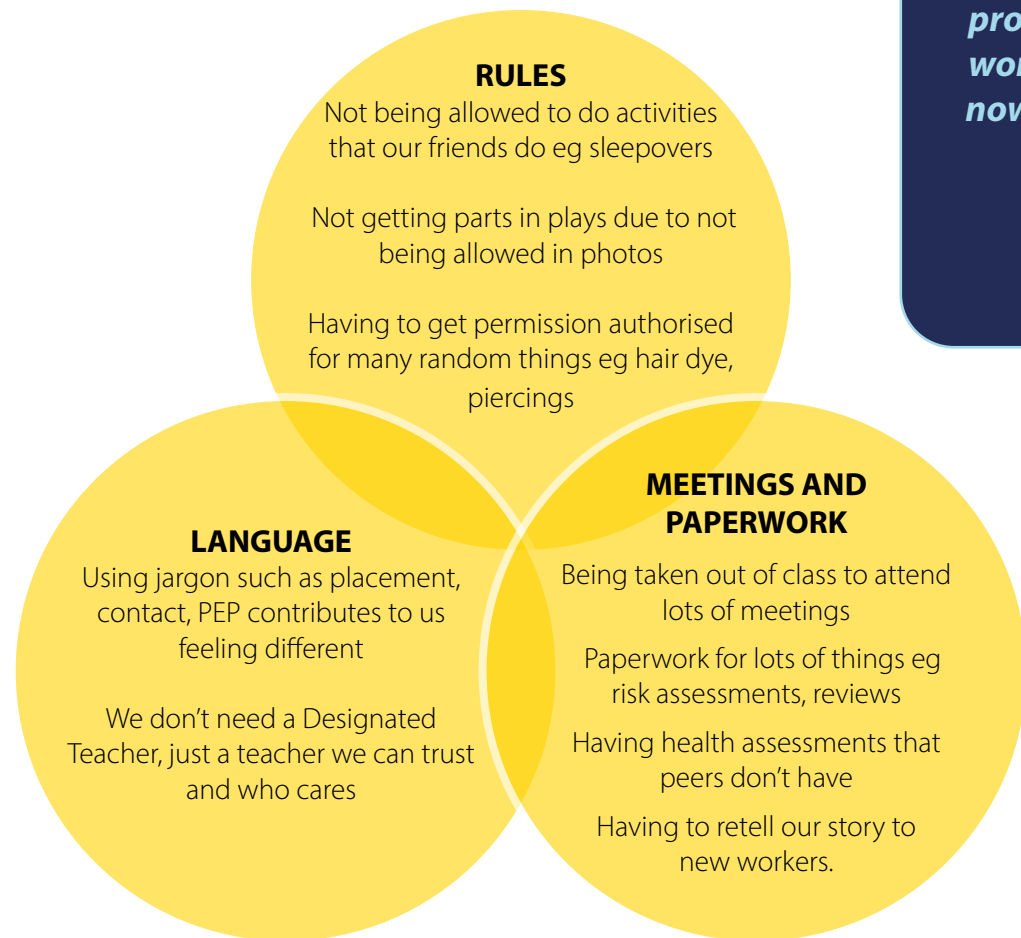 RULES
Not being allowed to do activities
that our friends do eg sleepovers
Not getting parts in plays due to not
being allowed in photos
Having to get permission authorised
for many random things eg hair dye,
piercings
LANGUAGE
Using jargon such as placement,
contact, PEP contributes to us
feeling different
We don’t need a Designated
Teacher, just a teacher we can trust
and who cares
MEETINGS AND
PAPERWORK
Being taken out of class to attend
lots of meetings
Paperwork for lots of things eg
risk assessments, reviews
Having health assessments that
peers don’t have
Having to retell our story to
new workers.